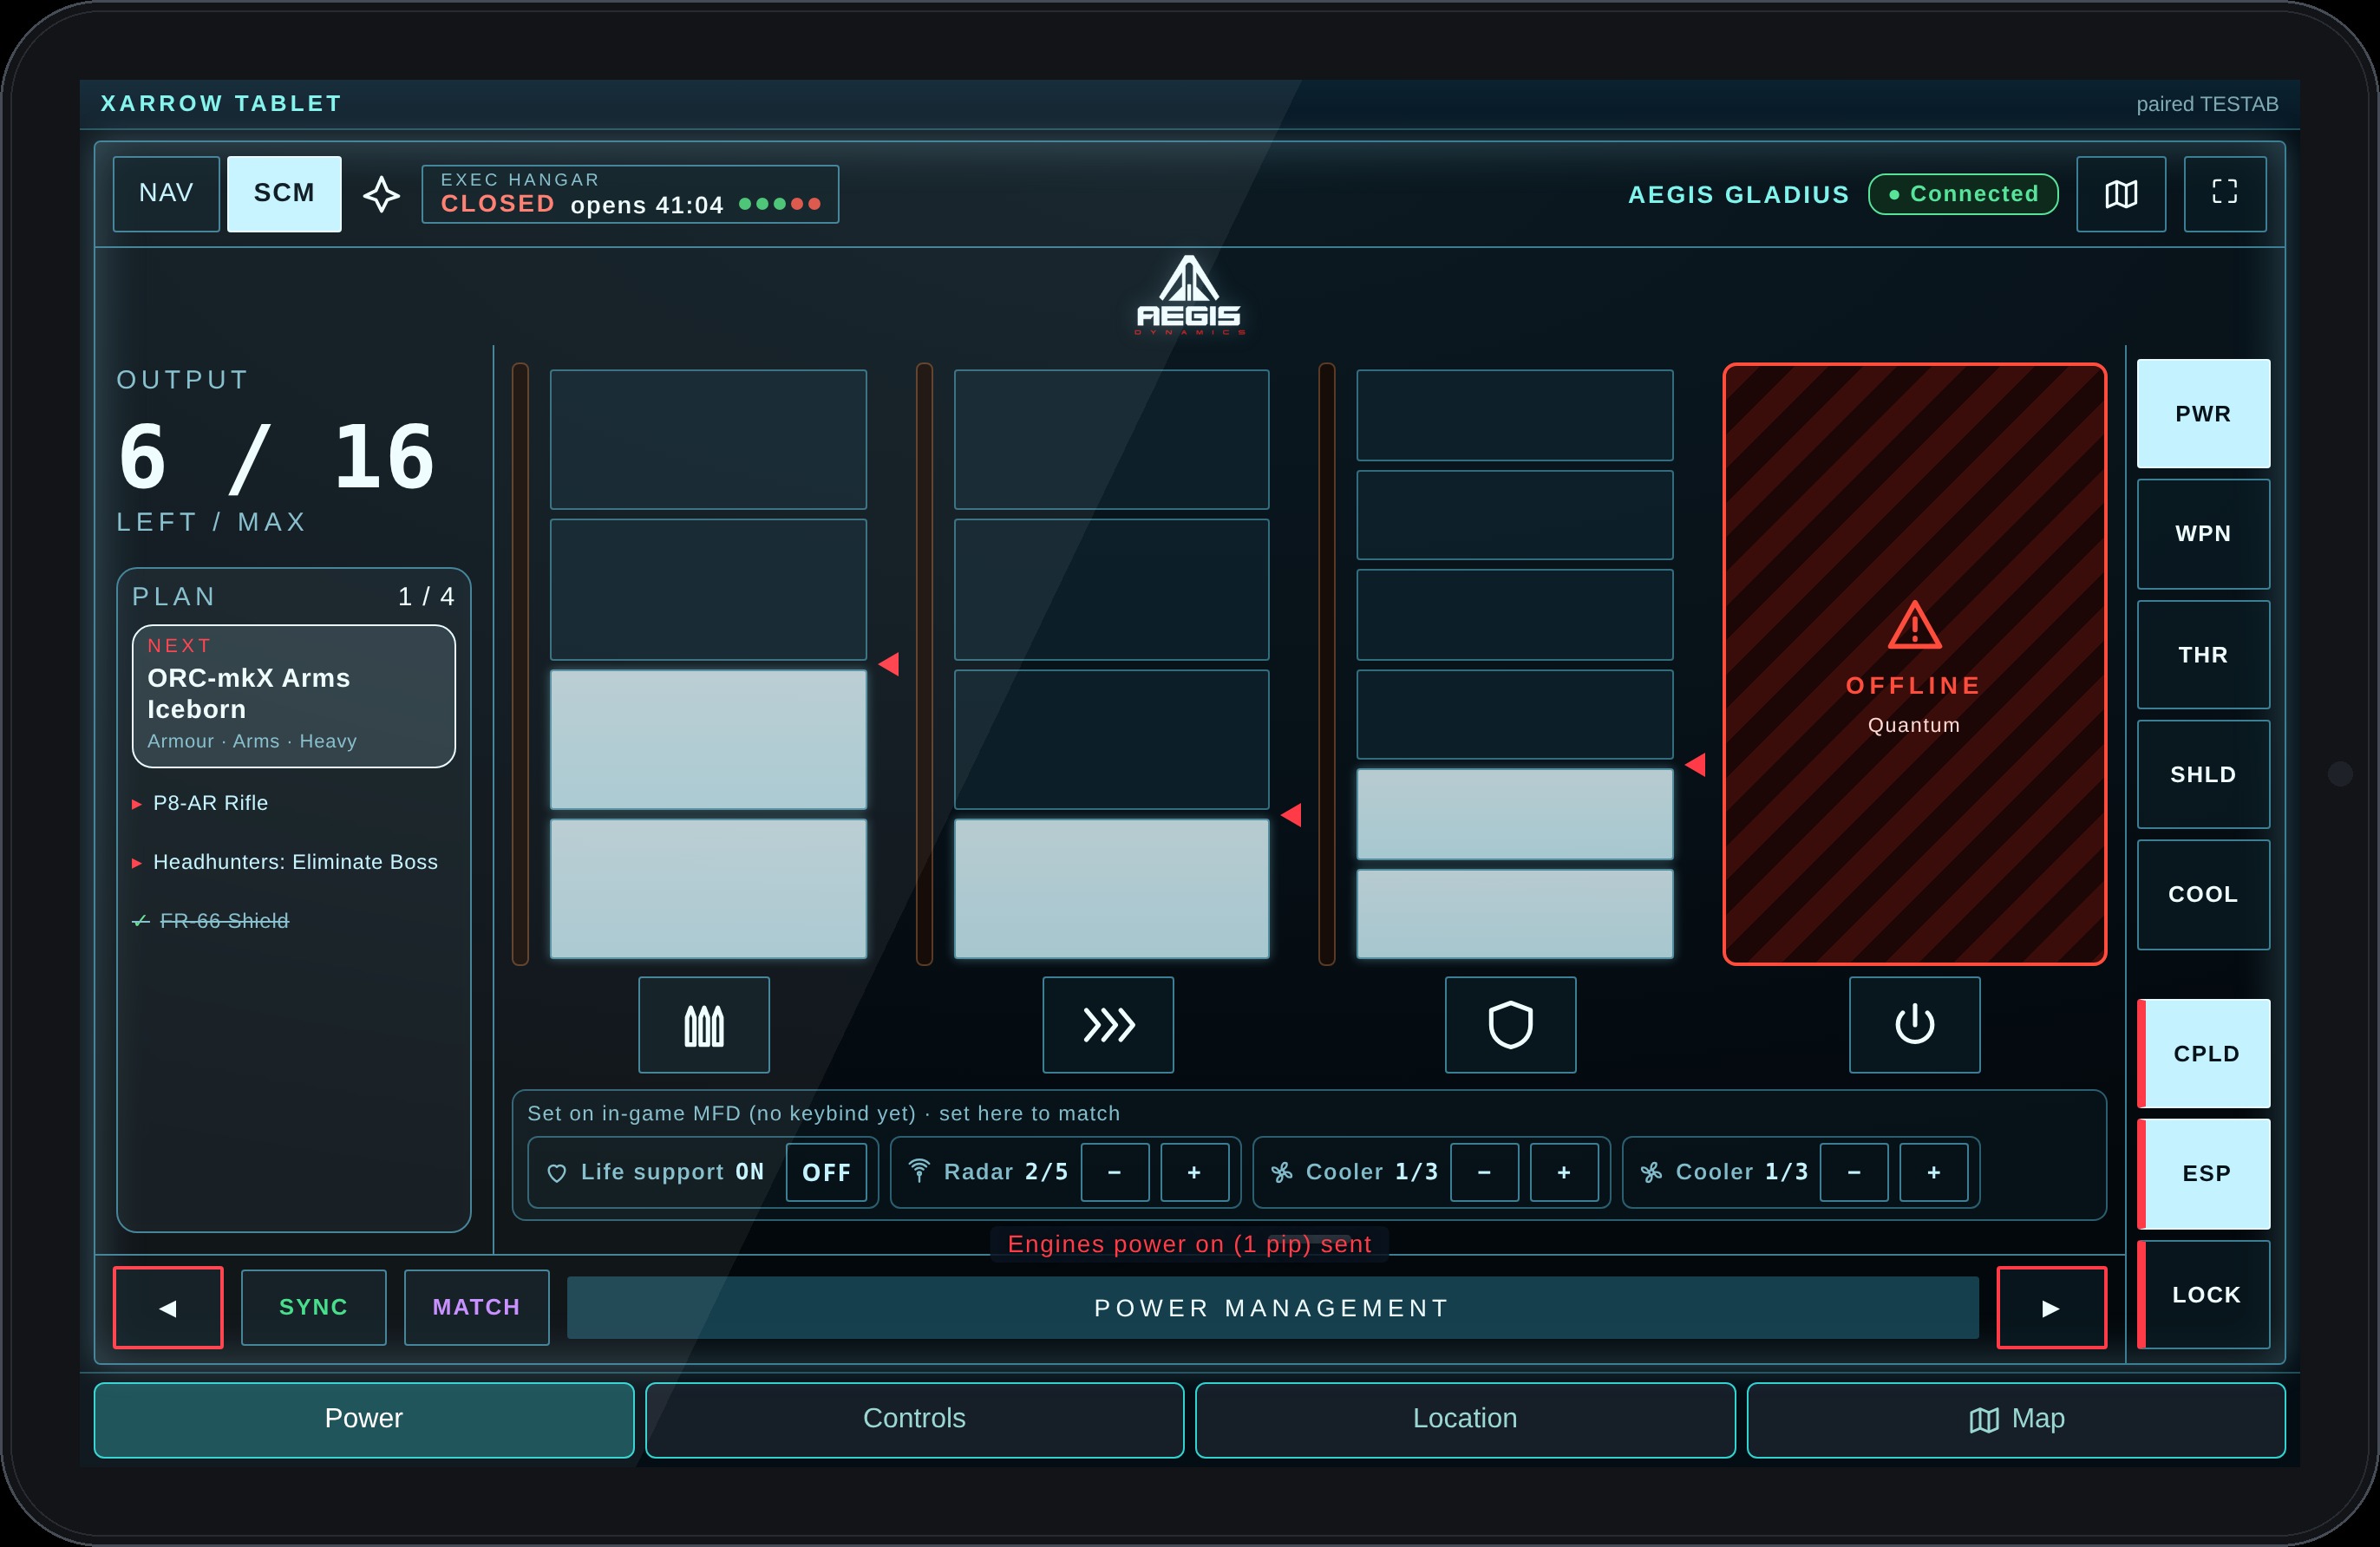 XARROW TABLET
paired TESTAB
NAV
SCM
EXEC HANGAR
CLOSED opens 41:04
AEGIS GLADIUS
Connected
AEGIS
DYNAMICS
OUTPUT
6 / 16
LEFT / MAX
PLAN 1 / 4
NEXT
ORC-mkX Arms
Iceborn
Armour · Arms · Heavy
P8-AR Rifle
Headhunters: Eliminate Boss
FR-66 Shield
OFFLINE
Quantum
Set on in-game MFD (no keybind yet) · set here to match
Life support ON OFF
Radar 2/5 − +
Cooler 1/3 − +
Cooler 1/3 − +
Engines power on (1 pip) sent
SYNC
MATCH
POWER MANAGEMENT
PWR
WPN
THR
SHLD
COOL
CPLD
ESP
LOCK
Power
Controls
Location
Map